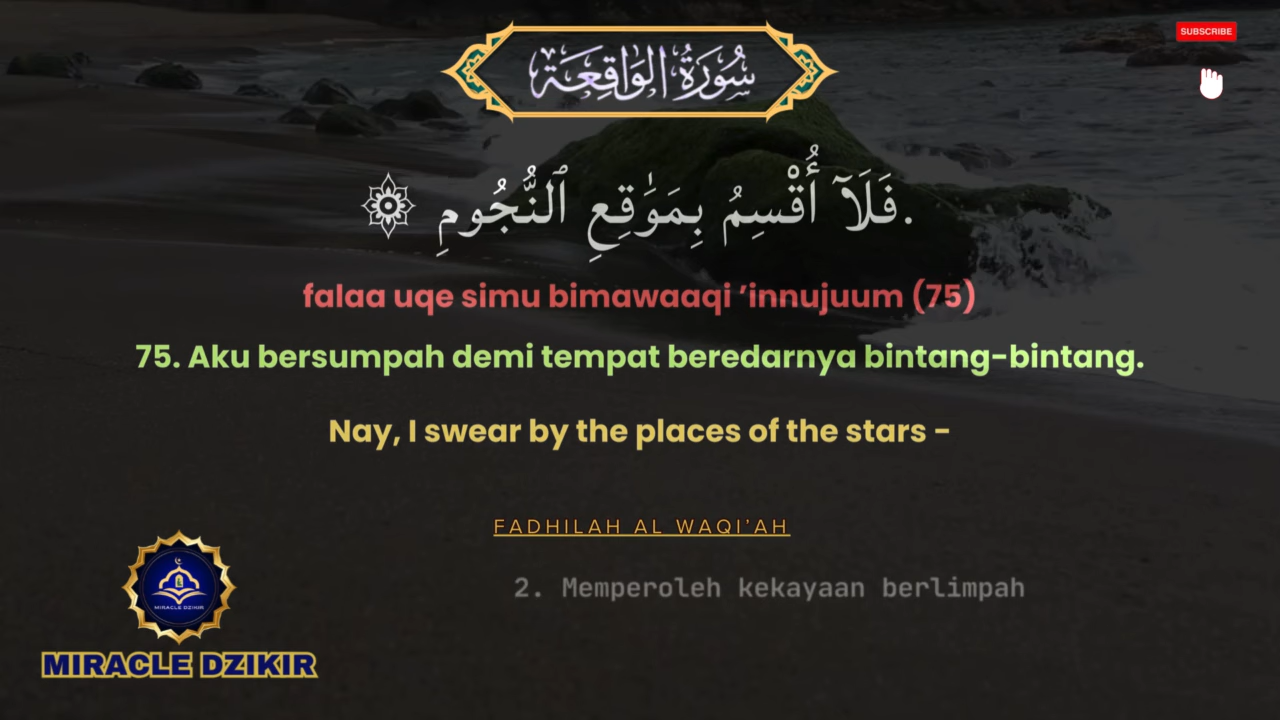 سُورَةُ الوَاقِعَة
SUBSCRIBE
فَلَآ أُقْسِمُ بِمَوَٰقِعِ ٱلنُّجُومِ ۞.
falaa uqe simu bimawaaqi ’innujuum (75)
75. Aku bersumpah demi tempat beredarnya bintang-bintang.
Nay, I swear by the places of the stars -
FADHILAH AL WAQI’AH
2. Memperoleh kekayaan berlimpah
MIRACLE DZIKIR
MIRACLE DZIKIR